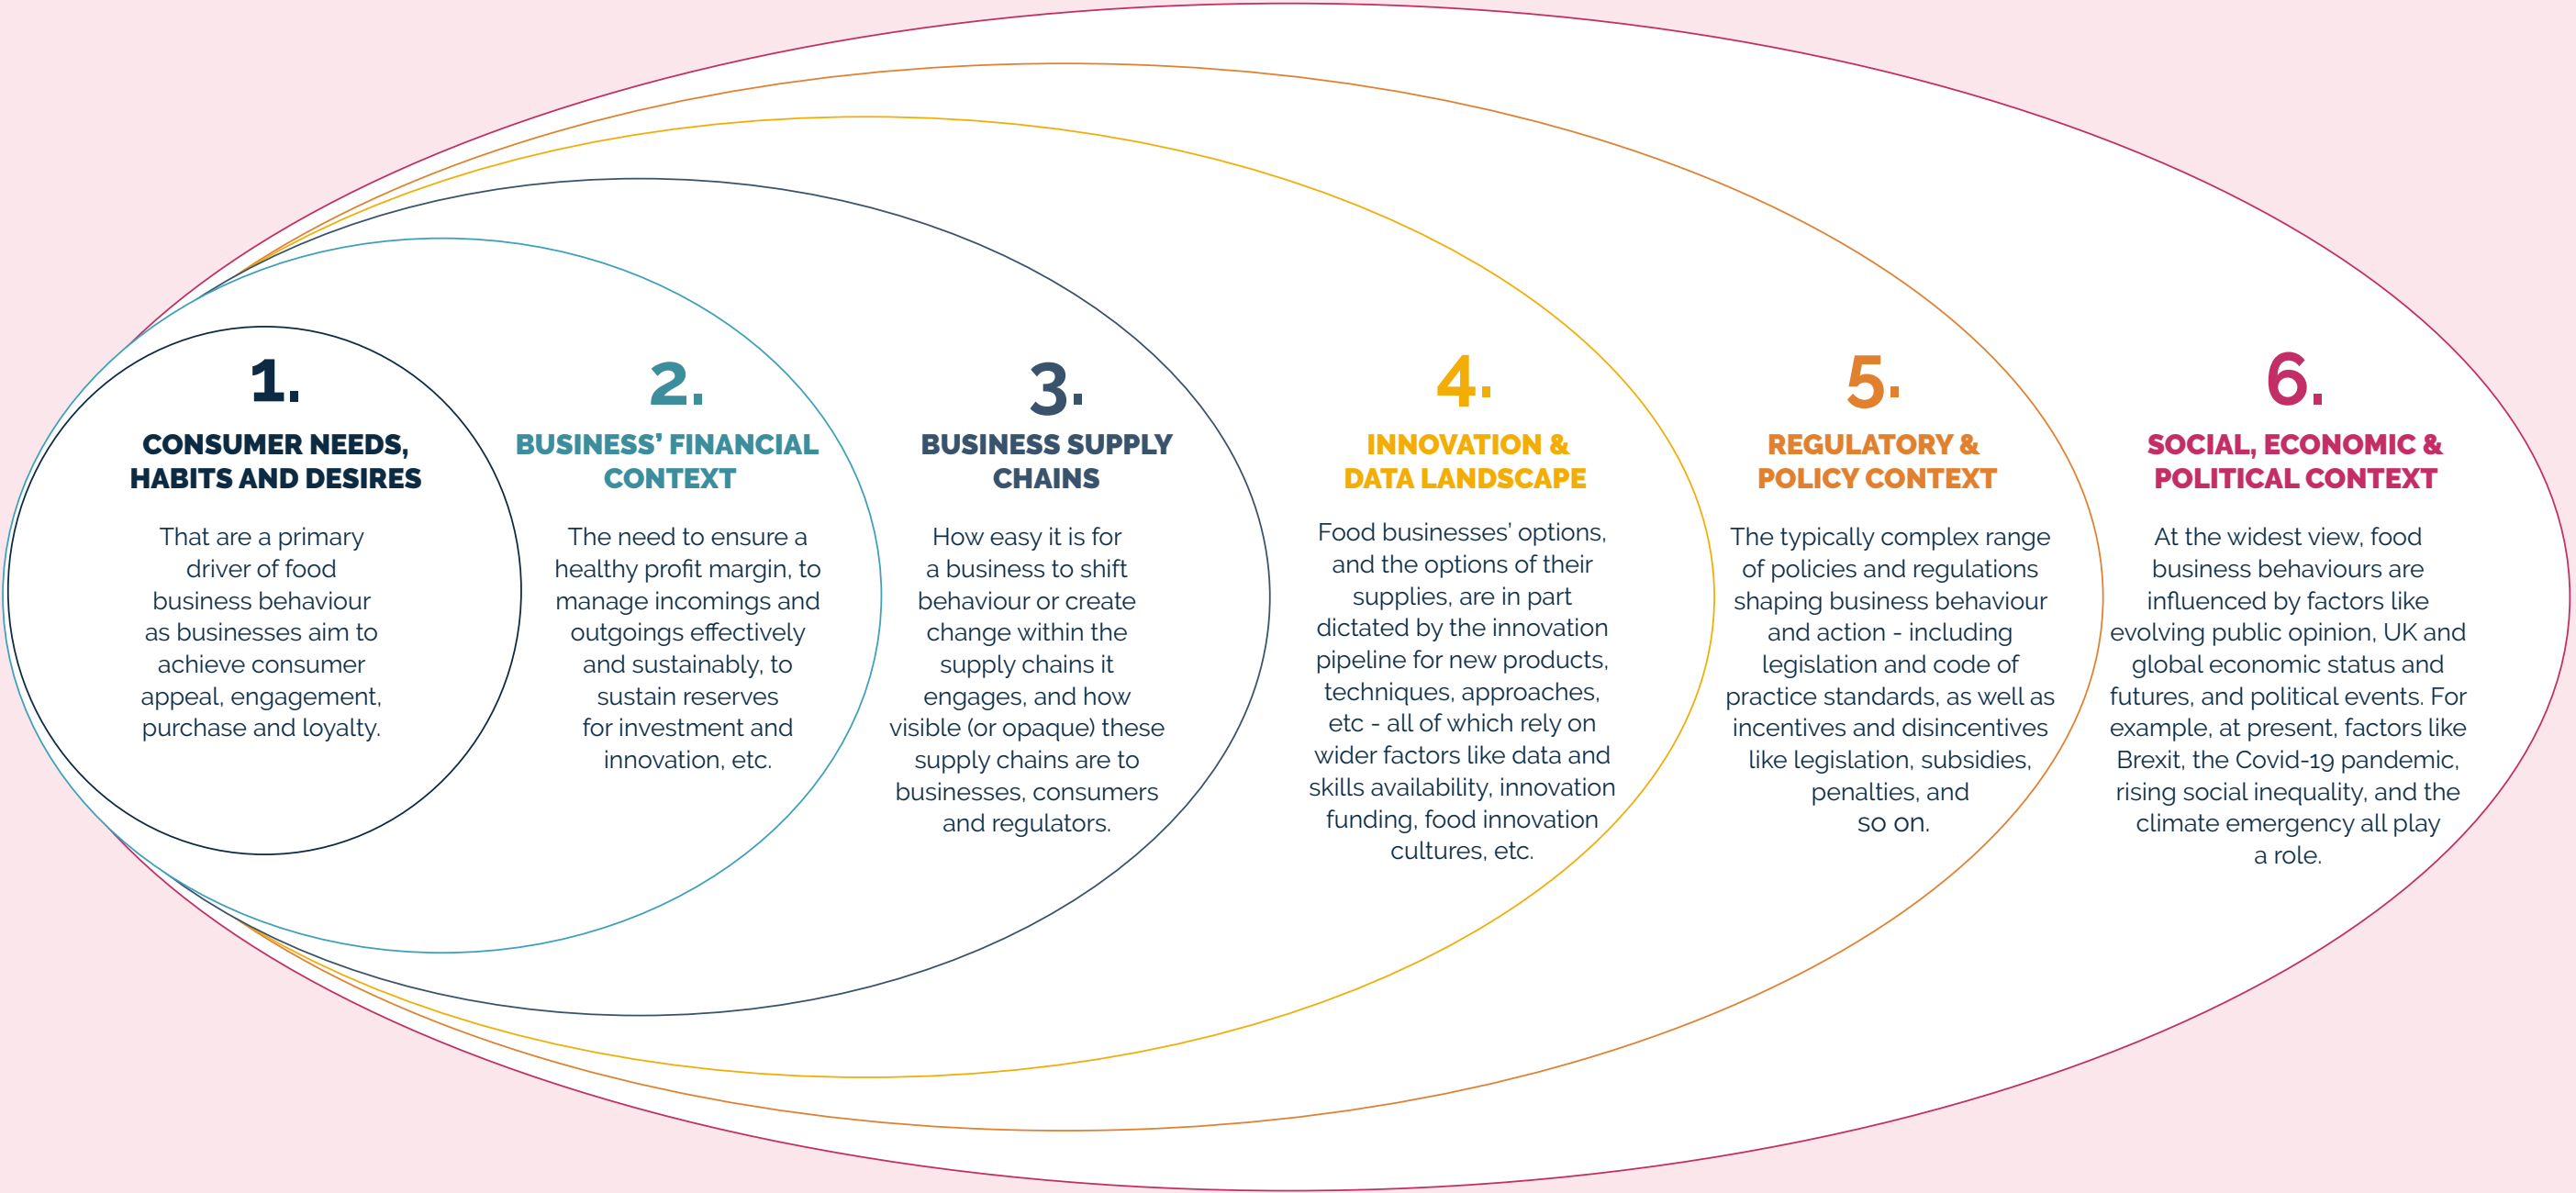 1.
CONSUMER NEEDS,
HABITS AND DESIRES
That are a primary
driver of food
business behaviour
as businesses aim to
achieve consumer
appeal, engagement,
purchase and loyalty.
2.
BUSINESS’ FINANCIAL
CONTEXT
The need to ensure a
healthy profit margin, to
manage incomings and
outgoings effectively
and sustainably, to
sustain reserves
for investment and
innovation, etc.
3.
BUSINESS SUPPLY
CHAINS
How easy it is for
a business to shift
behaviour or create
change within the
supply chains it
engages, and how
visible (or opaque) these
supply chains are to
businesses, consumers
and regulators.
4.
INNOVATION &
DATA LANDSCAPE
Food businesses’ options,
and the options of their
supplies, are in part
dictated by the innovation
pipeline for new products,
techniques, approaches,
etc - all of which rely on
wider factors like data and
skills availability, innovation
funding, food innovation
cultures, etc.
5.
REGULATORY &
POLICY CONTEXT
The typically complex range
of policies and regulations
shaping business behaviour
and action - including
legislation and code of
practice standards, as well as
incentives and disincentives
like legislation, subsidies,
penalties, and
so on.
6.
SOCIAL, ECONOMIC &
POLITICAL CONTEXT
At the widest view, food
business behaviours are
influenced by factors like
evolving public opinion, UK and
global economic status and
futures, and political events. For
example, at present, factors like
Brexit, the Covid-19 pandemic,
rising social inequality, and the
climate emergency all play
a role.